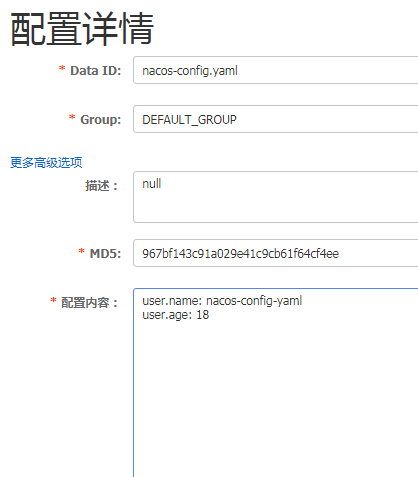 配置详情
* Data ID: nacos-config.yaml
* Group: DEFAULT_GROUP
更多高级选项
描述： null
* MD5: 967bf143c91a029e41c9cb61f64cf4ee
* 配置内容： user.name: nacos-config-yaml
user.age: 18